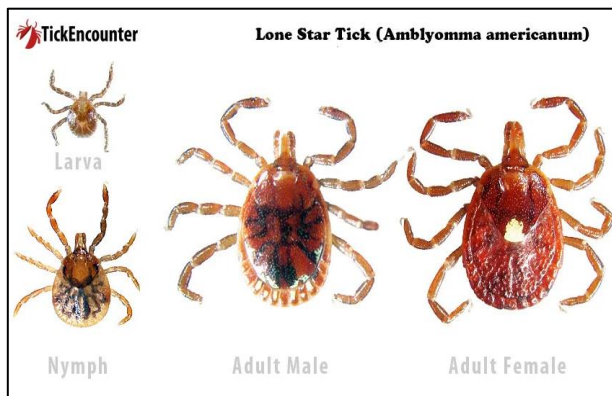 TickEncounter
Lone Star Tick (Amblyomma americanum)
Larva
Nymph
Adult Male
Adult Female